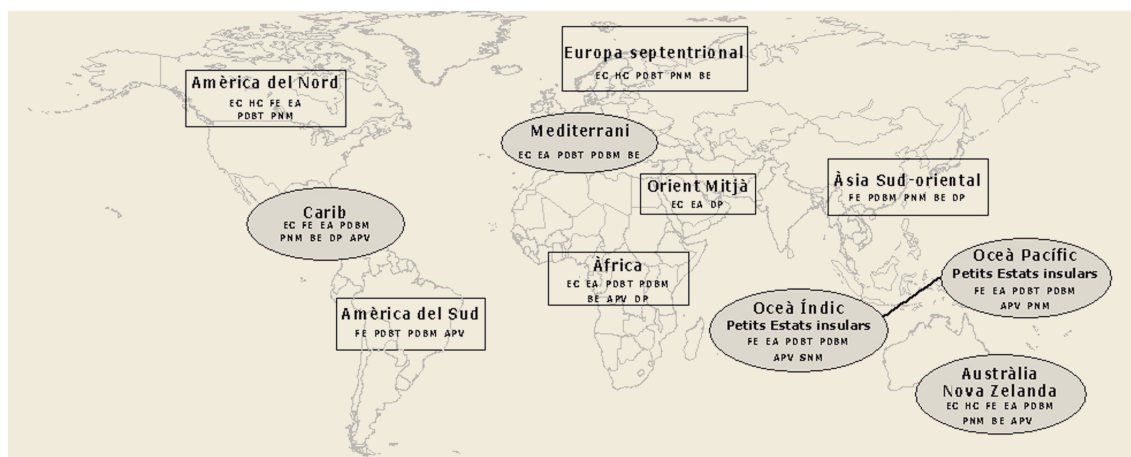 Europa septentrional
EC HC PDBT PNM BE
Amèrica del Nord
EC HC FE EA
PDBT PNM
Mediterrani
EC EA PDBT PDBM BE
Orient Mitjà
EC EA DP
Àsia Sud-oriental
FE PDBM PNM BE DP
Carib
EC FE EA PDBM
PNM BE DP APV
Àfrica
EC EA PDBT PDBM
BE APV DP
Oceà Pacífic
Petits Estats insulars
FE EA PDBT PDBM
APV PNM
Amèrica del Sud
FE PDBT PDBM APV
Oceà Índic
Petits Estats insulars
FE EA PDBT PDBM
APV SNM
Austràlia
Nova Zelanda
EC HC FE EA PDBM
PNM BE APV